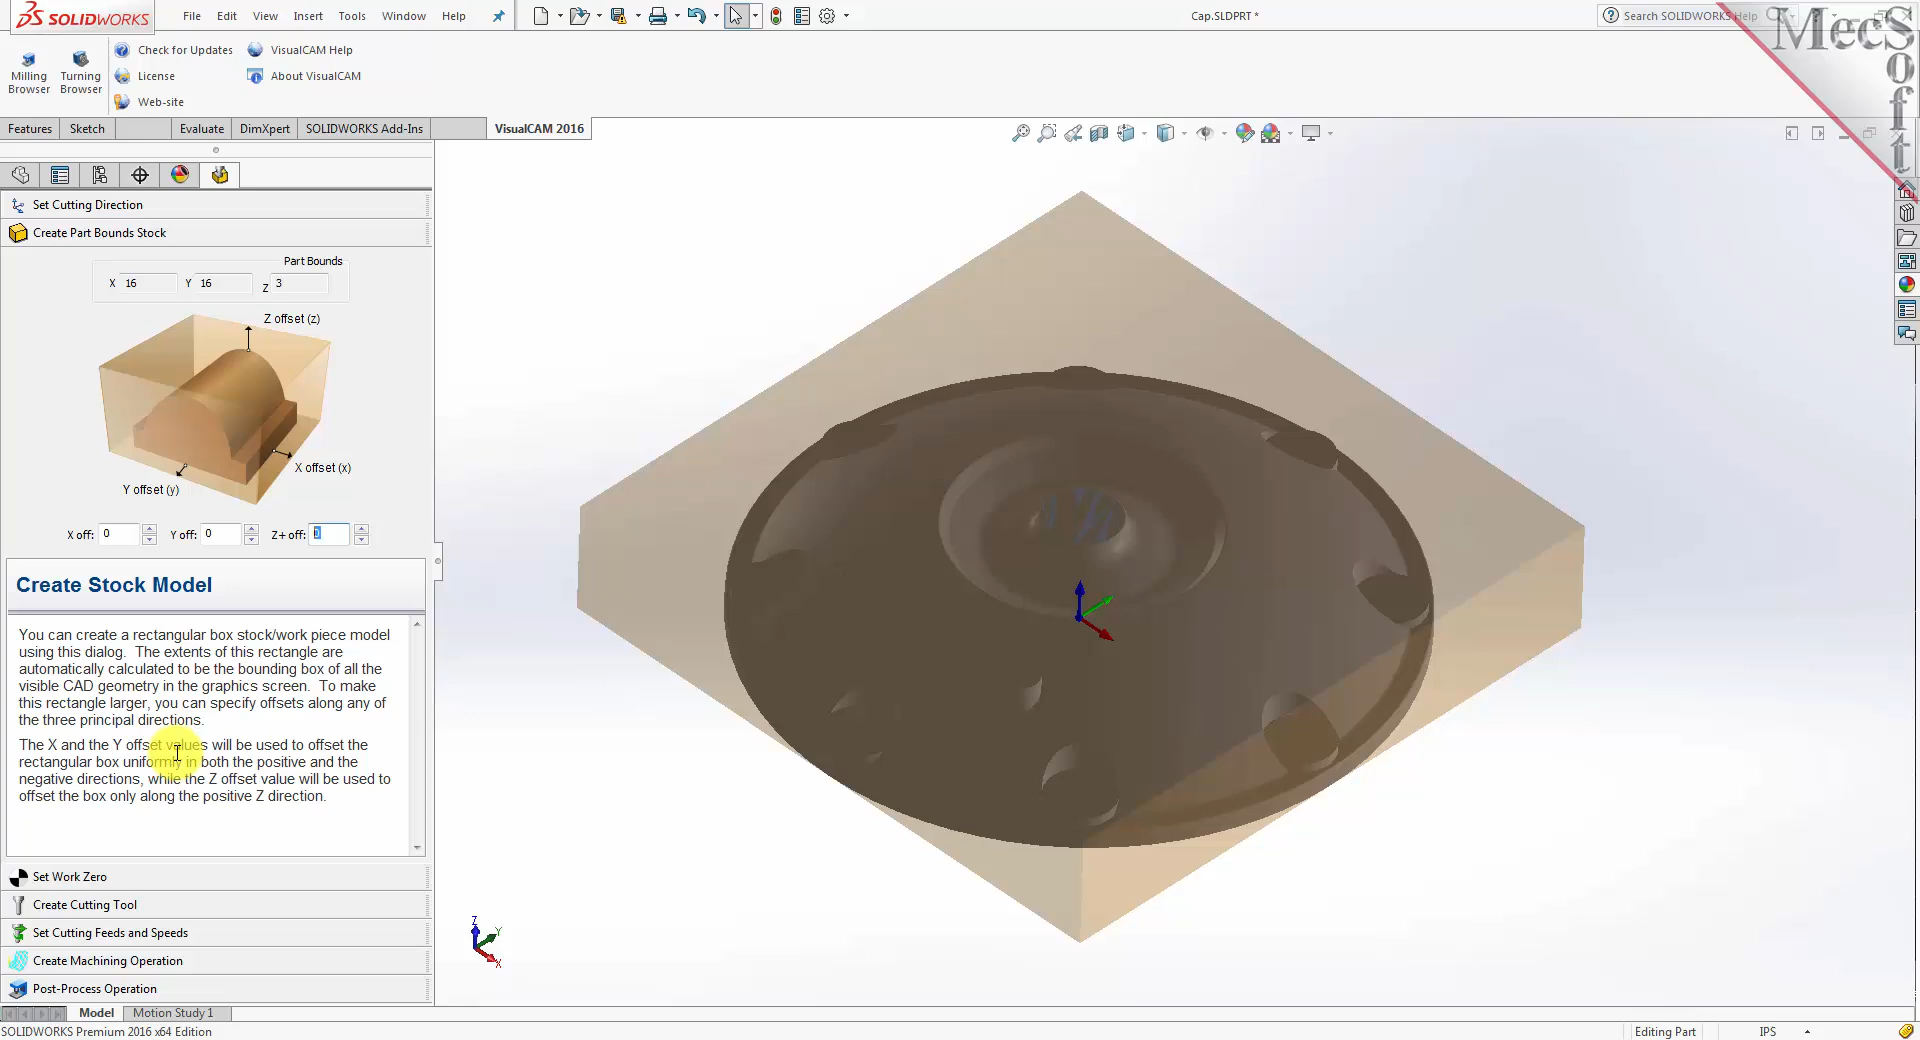 SOLIDWORKS
File Edit View Insert Tools Window Help
Cap.SLDPRT *
Search SOLIDWORKS Help
MecSoft
Milling Browser
Turning Browser
Check for Updates
VisualCAM Help
License
About VisualCAM
Web-site
Features Sketch Evaluate DimXpert SOLIDWORKS Add-Ins VisualCAM 2016
Set Cutting Direction
Create Part Bounds Stock
Part Bounds
X 16 Y 16 Z 3
Z offset (z)
X offset (x)
Y offset (y)
X off: 0 Y off: 0 Z+ off: 0
Create Stock Model
You can create a rectangular box stock/work piece model
using this dialog. The extents of this rectangle are
automatically calculated to be the bounding box of all the
visible CAD geometry in the graphics screen. To make
this rectangle larger, you can specify offsets along any of
the three principal directions.
The X and the Y offset values will be used to offset the
rectangular box uniformly in both the positive and the
negative directions, while the Z offset value will be used to
offset the box only along the positive Z direction.
Set Work Zero
Create Cutting Tool
Set Cutting Feeds and Speeds
Create Machining Operation
Post-Process Operation
Z
Y
X
Model Motion Study 1
SOLIDWORKS Premium 2016 x64 Edition
Editing Part
IPS